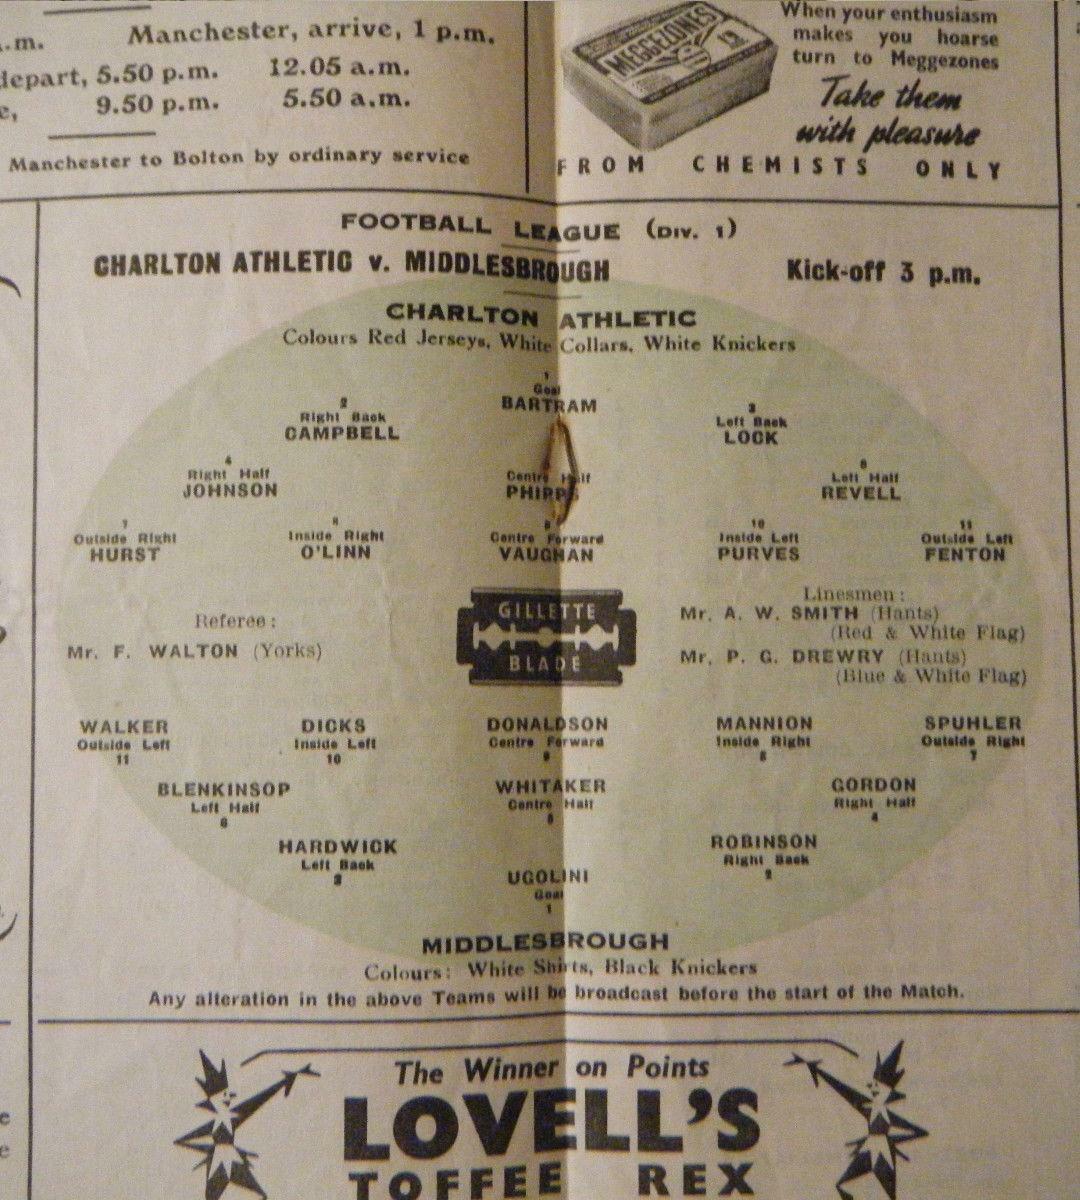 .m. Manchester, arrive, 1 p.m.
depart, 5.50 p.m. 12.05 a.m.
e, 9.50 p.m. 5.50 a.m.
Manchester to Bolton by ordinary service
MEGGEZONES
When your enthusiasm
makes you hoarse
turn to Meggezones
Take them
with pleasure
FROM CHEMISTS ONLY
FOOTBALL LEAGUE (DIV. 1)
CHARLTON ATHLETIC v. MIDDLESBROUGH Kick-off 3 p.m.
CHARLTON ATHLETIC
Colours Red Jerseys, White Collars, White Knickers
1
Goal
BARTRAM
2
Right Back
CAMPBELL
3
Left Back
LOCK
4
Right Half
JOHNSON
Centre Half
PHIPPS
6
Left Half
REVELL
7
Outside Right
HURST
8
Inside Right
O'LINN
9
Centre Forward
VAUGHAN
10
Inside Left
PURVES
11
Outside Left
FENTON
Referee :
Mr. F. WALTON (Yorks)
GILLETTE
BLADE
Linesmen :
Mr. A. W. SMITH (Hants)
(Red & White Flag)
Mr. P. G. DREWRY (Hants)
(Blue & White Flag)
WALKER
Outside Left
11
DICKS
Inside Left
10
DONALDSON
Centre Forward
9
MANNION
Inside Right
8
SPUHLER
Outside Right
7
BLENKINSOP
Left Half
6
WHITAKER
Centre Half
5
GORDON
Right Half
4
HARDWICK
Left Back
3
UGOLINI
Goal
1
ROBINSON
Right Back
2
MIDDLESBROUGH
Colours : White Shirts, Black Knickers
Any alteration in the above Teams will be broadcast before the start of the Match.
The Winner on Points
LOVELL'S
TOFFEE REX